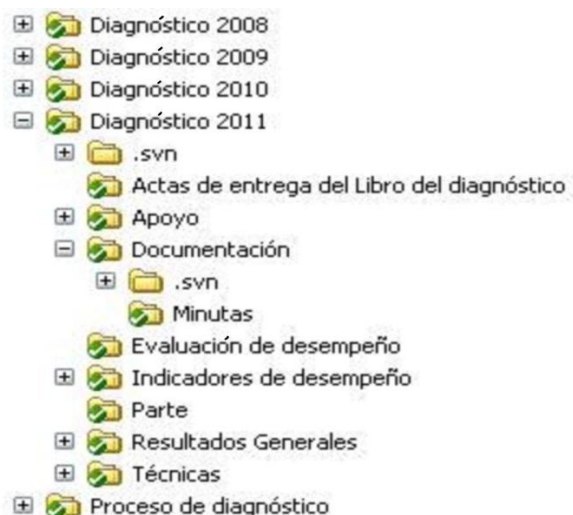 Diagnóstico 2008
Diagnóstico 2009
Diagnóstico 2010
Diagnóstico 2011
.svn
Actas de entrega del Libro del diagnóstico
Apoyo
Documentación
.svn
Minutas
Evaluación de desempeño
Indicadores de desempeño
Parte
Resultados Generales
Técnicas
Proceso de diagnóstico